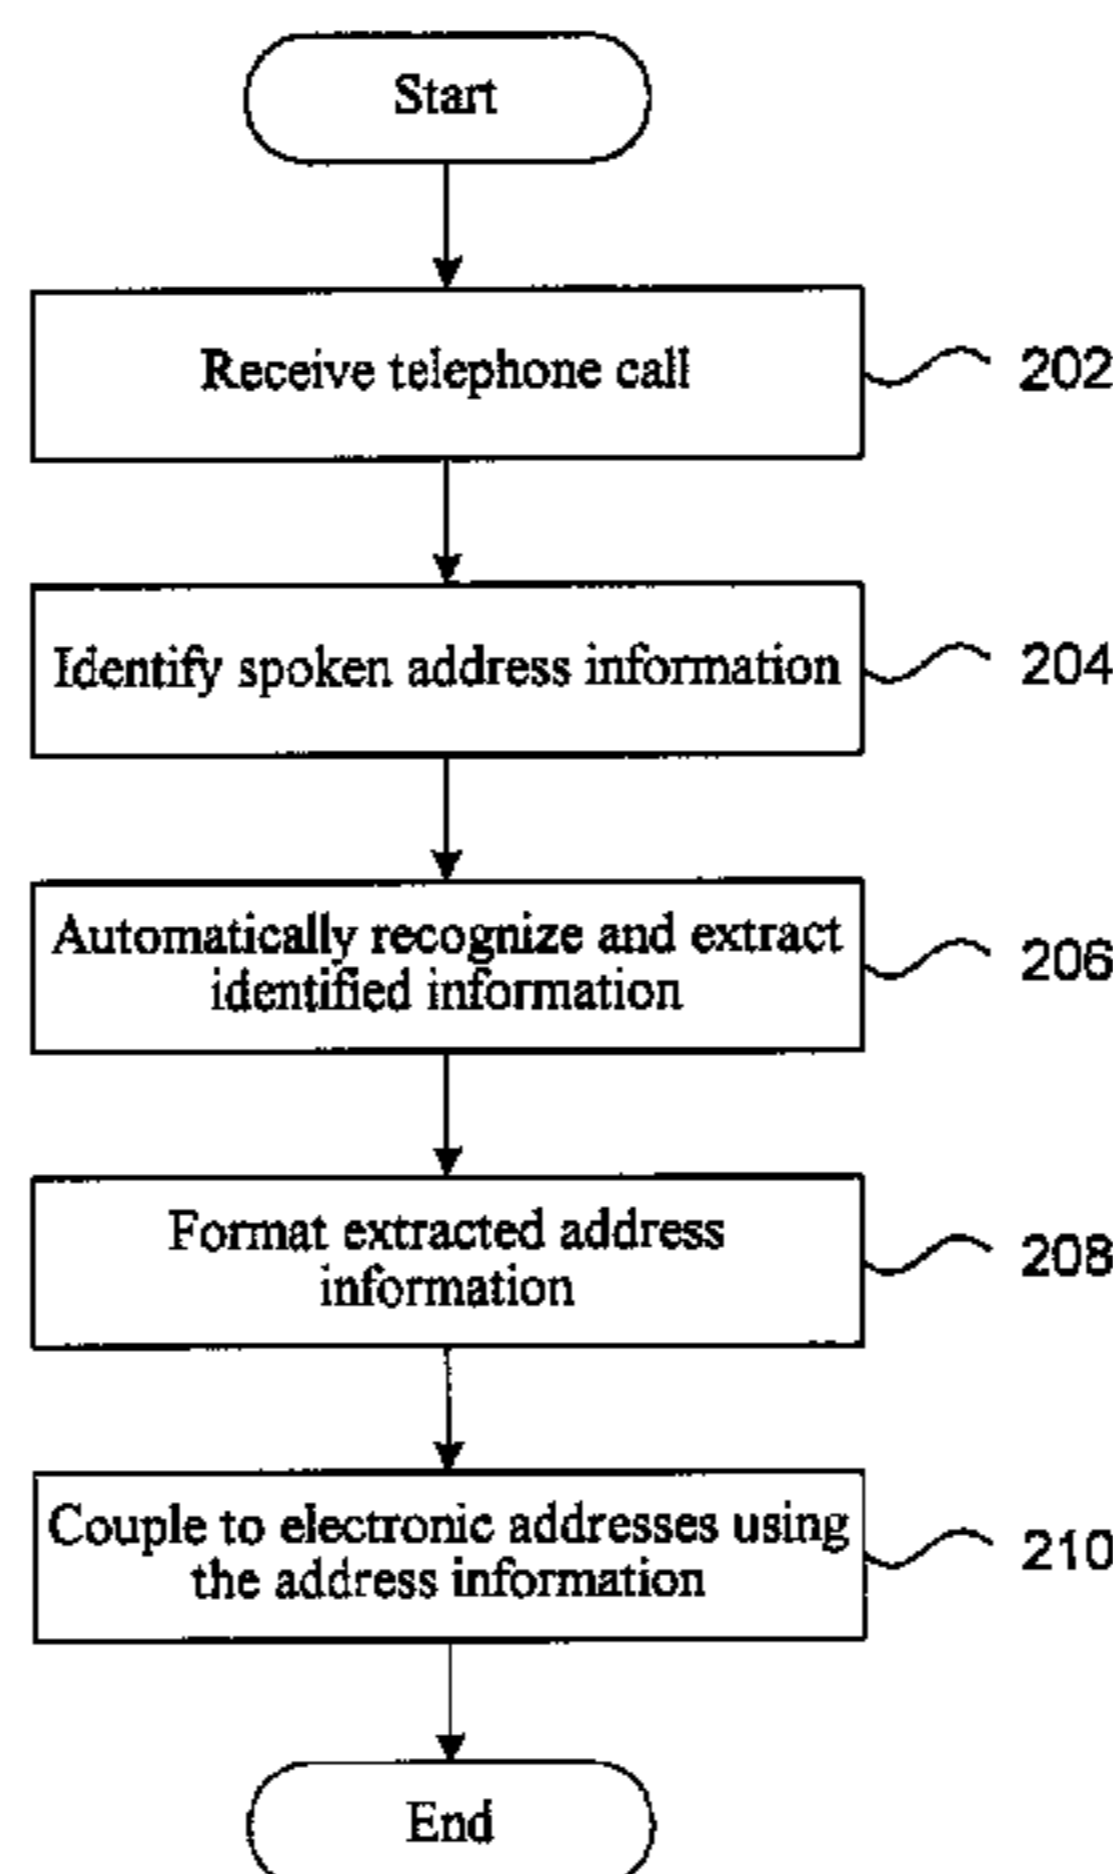 Start
Receive telephone call
202
Identify spoken address information
204
Automatically recognize and extract
identified information
206
Format extracted address
information
208
Couple to electronic addresses using
the address information
210
End